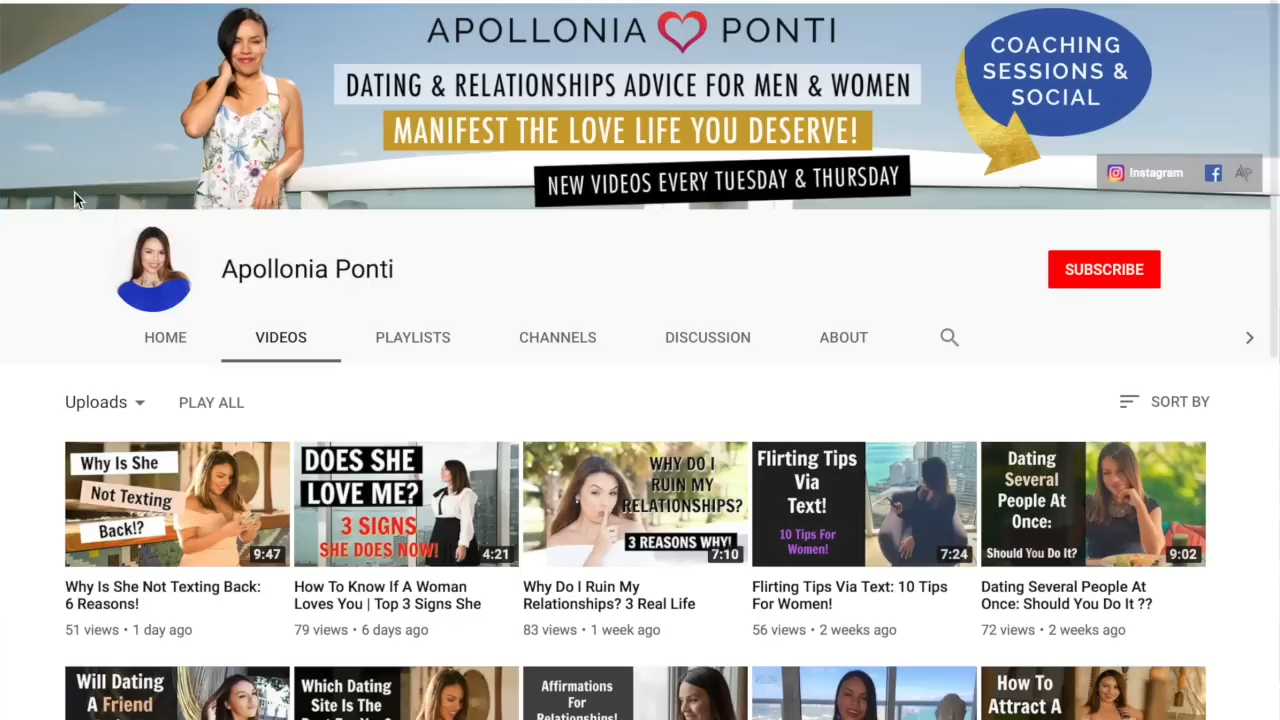 APOLLONIA PONTI
DATING & RELATIONSHIPS ADVICE FOR MEN & WOMEN
MANIFEST THE LOVE LIFE YOU DESERVE!
NEW VIDEOS EVERY TUESDAY & THURSDAY
COACHING
SESSIONS &
SOCIAL
Instagram
Apollonia Ponti
SUBSCRIBE
HOME VIDEOS PLAYLISTS CHANNELS DISCUSSION ABOUT
Uploads PLAY ALL SORT BY
Why Is She
Not Texting
Back!?
9:47
DOES SHE
LOVE ME?
3 SIGNS
SHE DOES NOW!
4:21
WHY DO I
RUIN MY
RELATIONSHIPS?
3 REASONS WHY!
7:10
Flirting Tips
Via
Text!
10 Tips For
Women!
7:24
Dating
Several
People At
Once:
Should You Do It?
9:02
Why Is She Not Texting Back:
6 Reasons!
51 views • 1 day ago
How To Know If A Woman
Loves You | Top 3 Signs She
79 views • 6 days ago
Why Do I Ruin My
Relationships? 3 Real Life
83 views • 1 week ago
Flirting Tips Via Text: 10 Tips
For Women!
56 views • 2 weeks ago
Dating Several People At
Once: Should You Do It ??
72 views • 2 weeks ago
Will Dating
A Friend
Which Dating
Site Is The
Affirmations
For
Relationships!
How To
Attract A